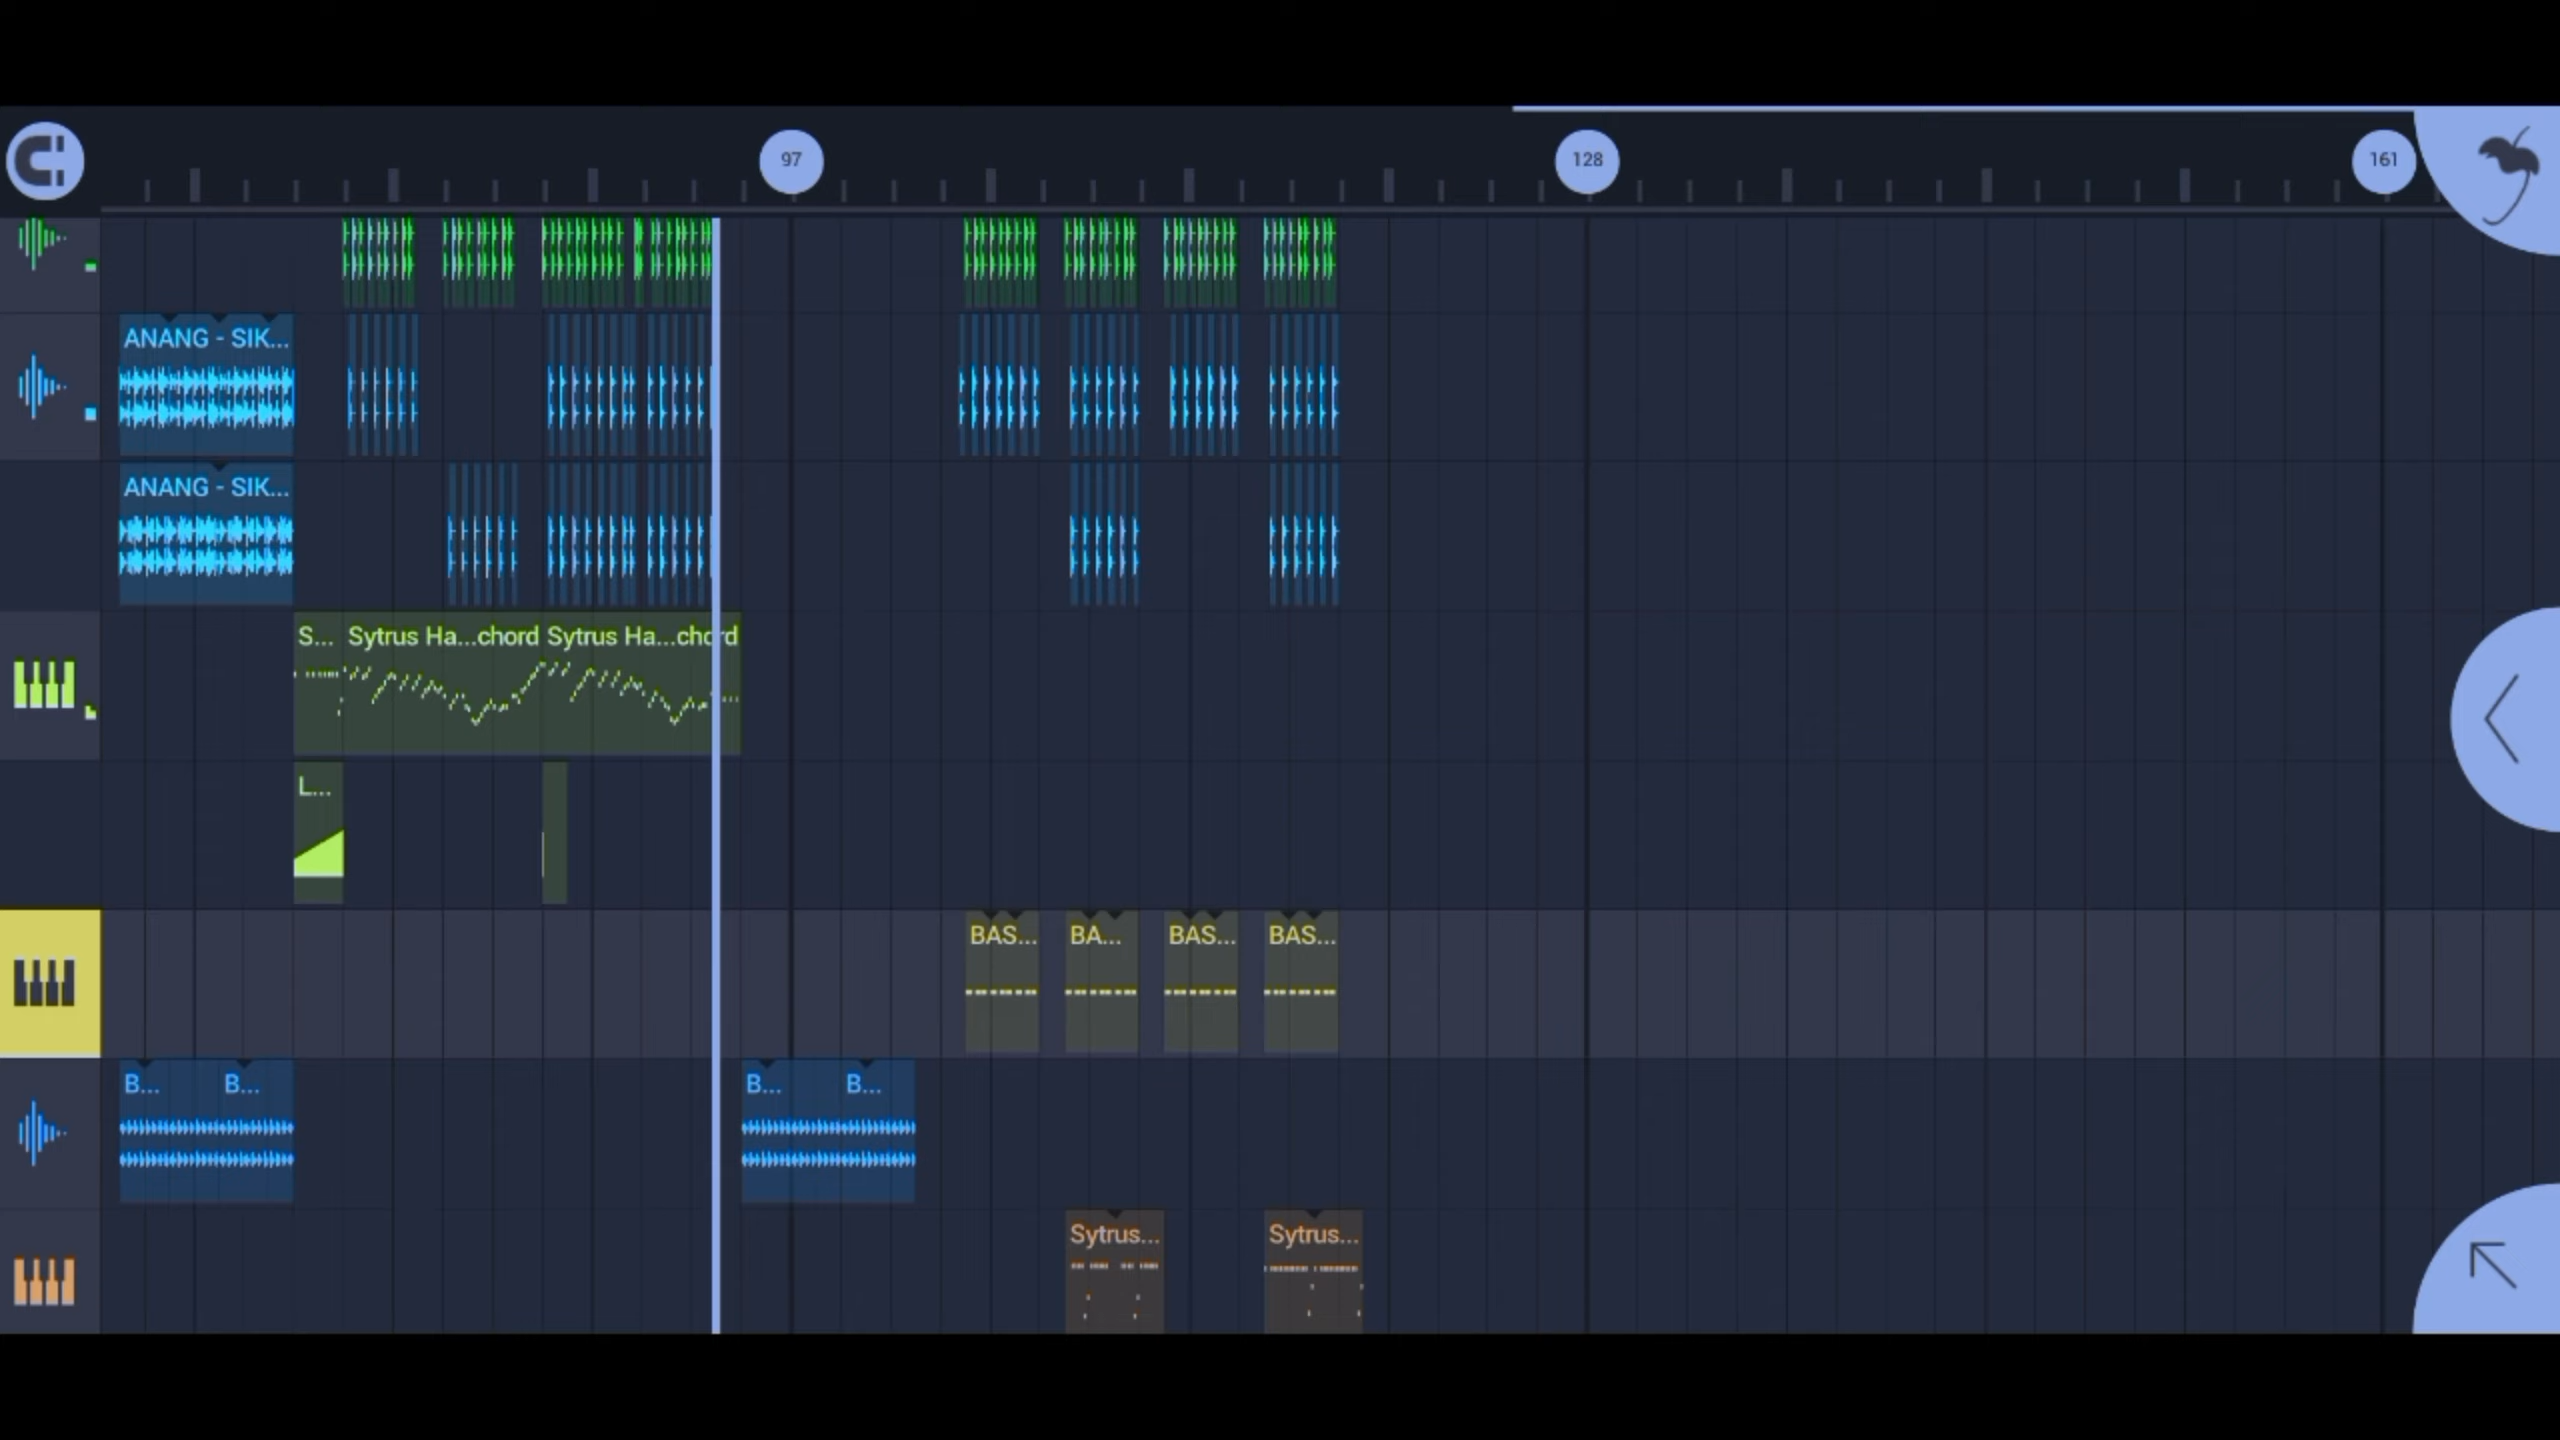 97 128 161
ANANG - SIK...
ANANG - SIK...
S... Sytrus Ha...chord Sytrus Ha...chord
L...
BAS... BA... BAS... BAS...
B... B... B... B...
Sytrus... Sytrus...